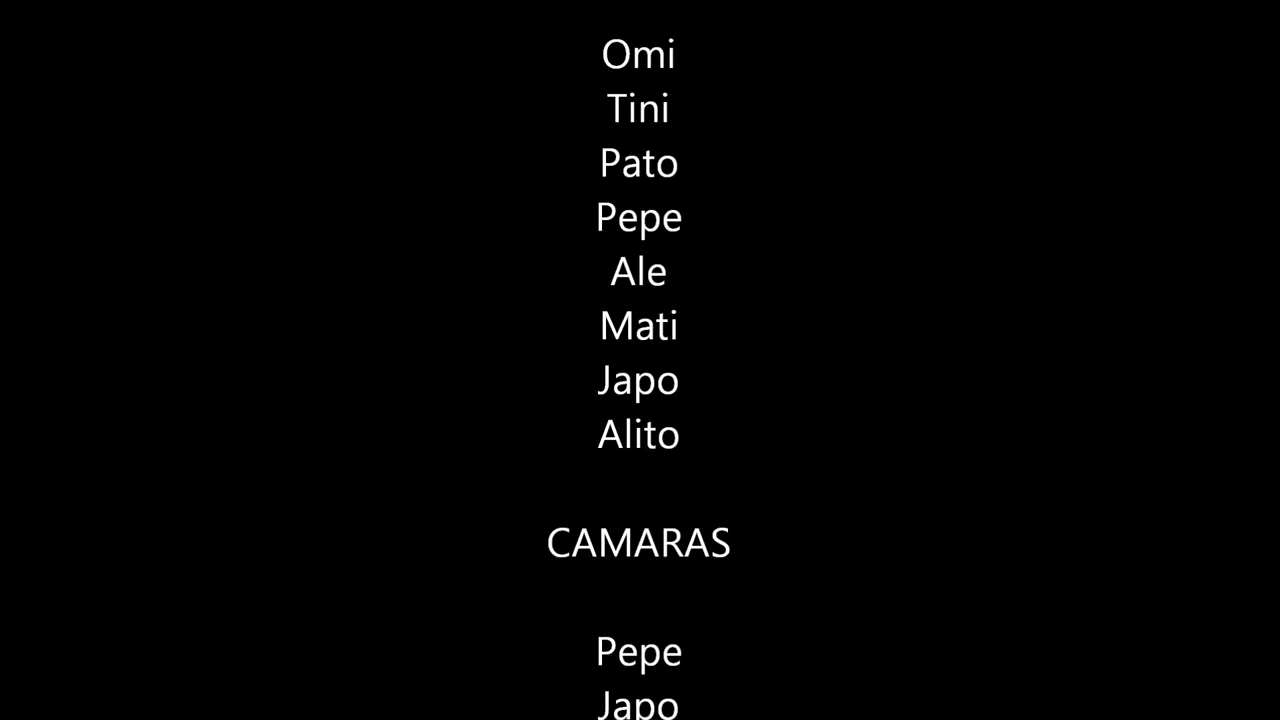 Omi
Tini
Pato
Pepe
Ale
Mati
Japo
Alito
CAMARAS
Pepe
Japo